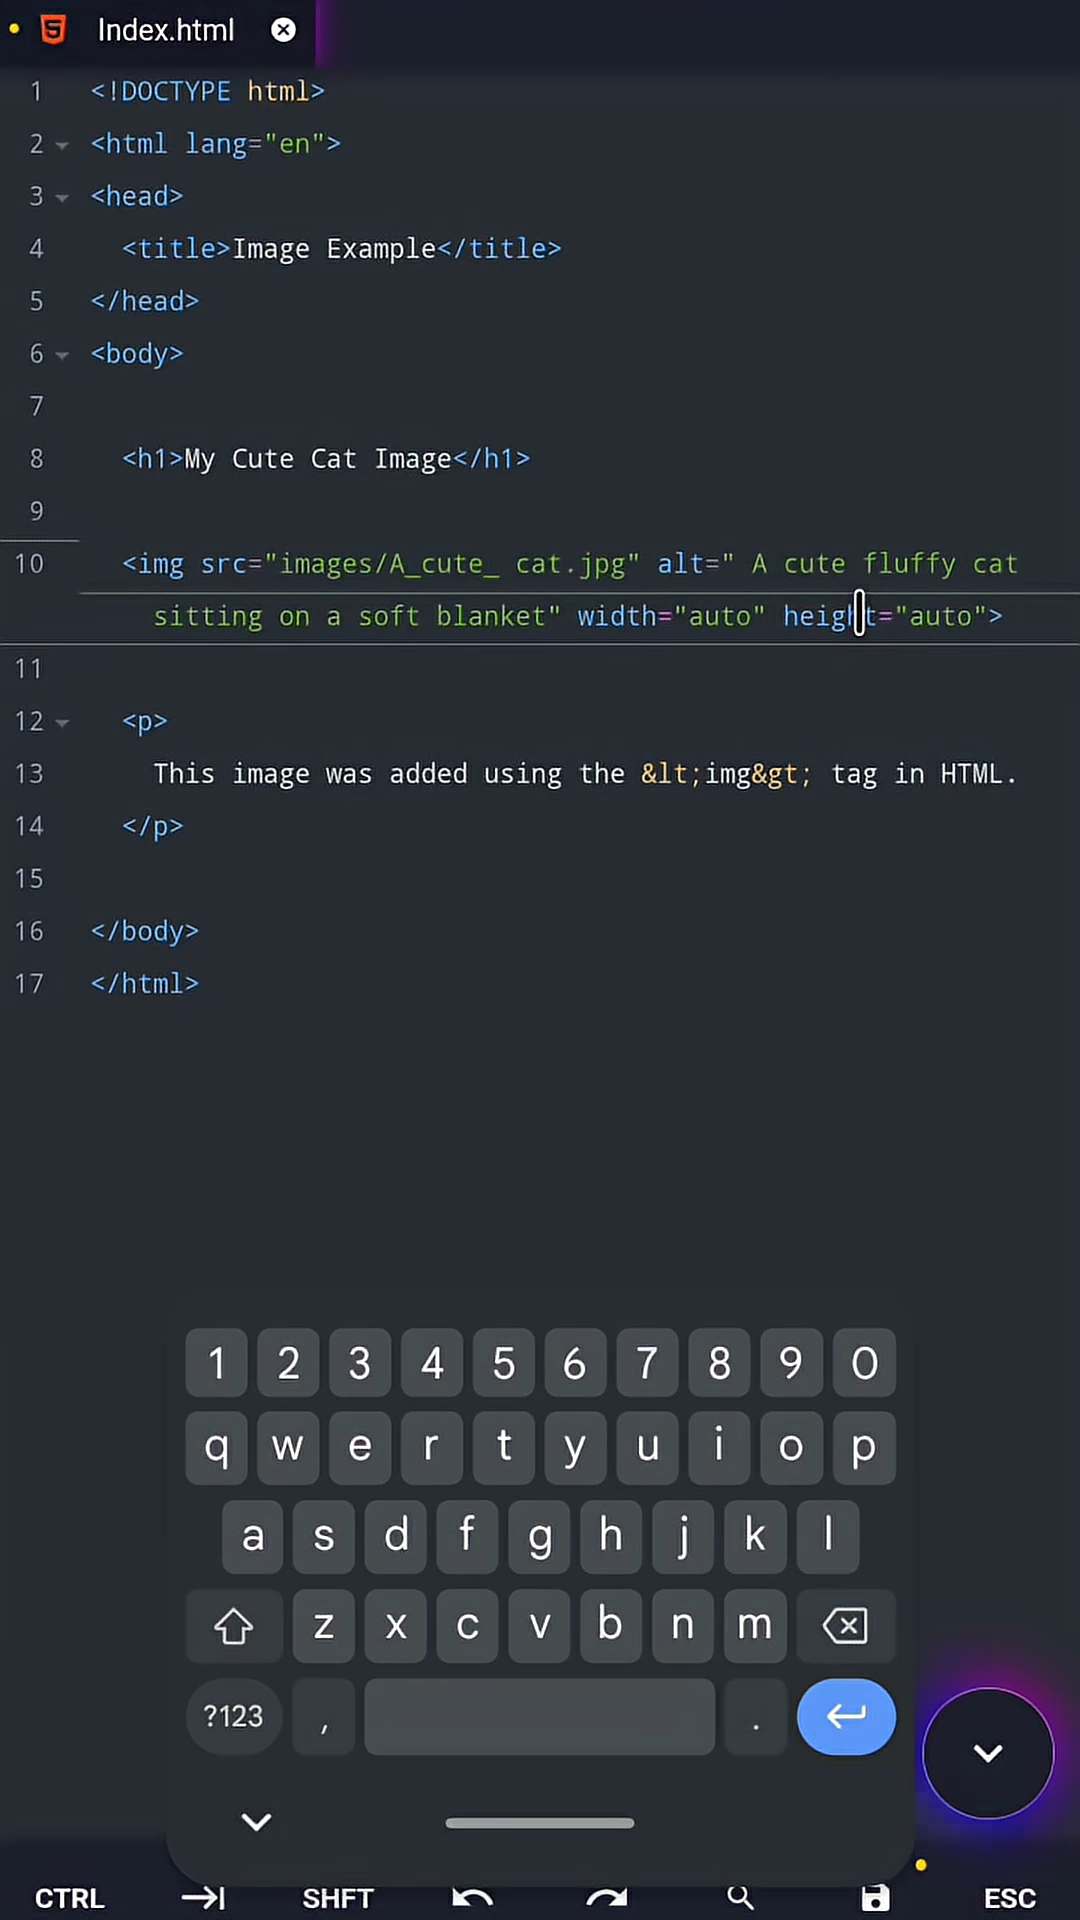 Index.html
1 <!DOCTYPE html>
2 <html lang="en">
3 <head>
4 <title>Image Example</title>
5 </head>
6 <body>
7
8 <h1>My Cute Cat Image</h1>
9
10 <img src="images/A_cute_ cat.jpg" alt=" A cute fluffy cat
sitting on a soft blanket" width="auto" height="auto">
11
12 <p>
13 This image was added using the &lt;img&gt; tag in HTML.
14 </p>
15
16 </body>
17 </html>
1 2 3 4 5 6 7 8 9 0
q w e r t y u i o p
a s d f g h j k l
z x c v b n m
?123 , .
CTRL SHFT ESC